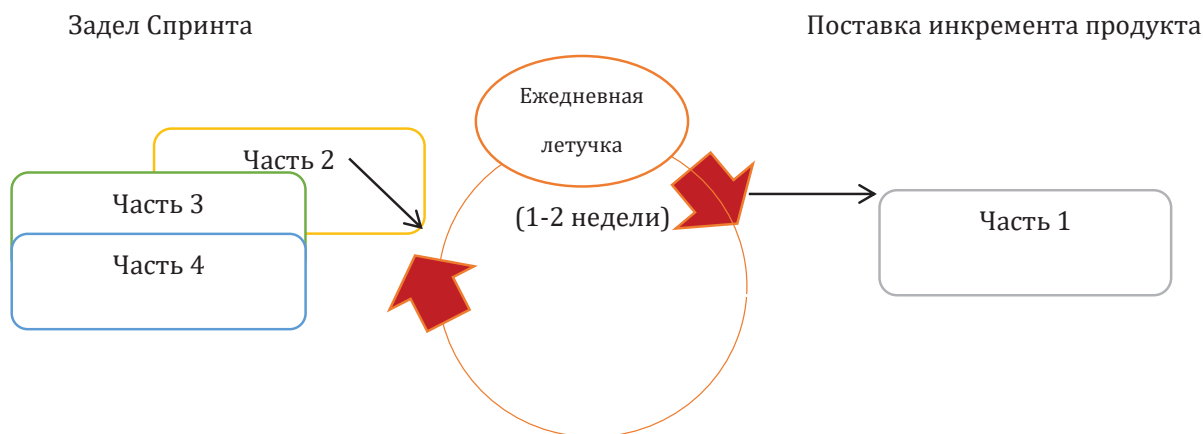 Задел Спринта
Поставка инкремента продукта
Ежедневная
летучка
Часть 2
Часть 3
(1-2 недели)
Часть 1
Часть 4